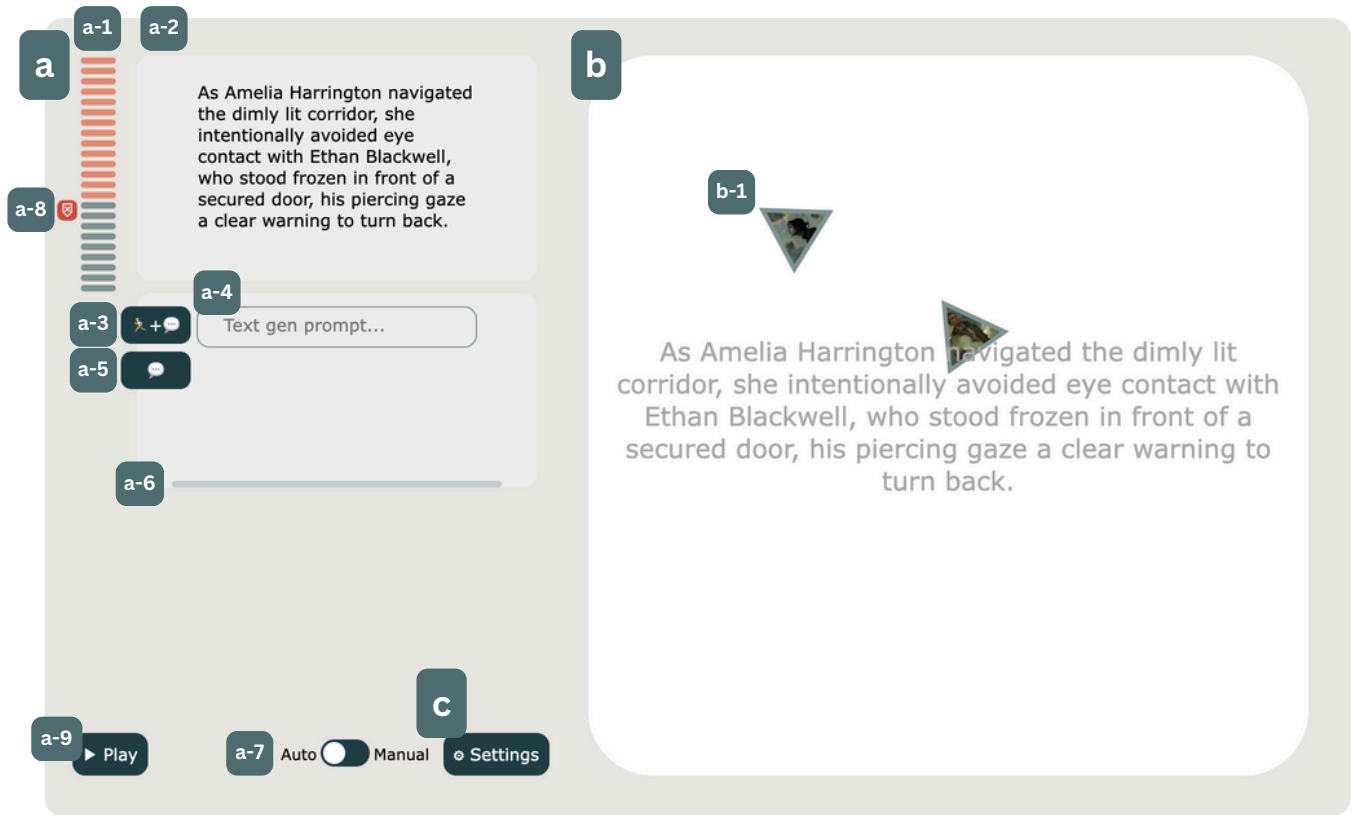 a-1
a-2
a
b
As Amelia Harrington navigated
the dimly lit corridor, she
intentionally avoided eye
contact with Ethan Blackwell,
who stood frozen in front of a
secured door, his piercing gaze
a clear warning to turn back.
a-8
a-4
a-3
+
Text gen prompt...
a-5
a-6
b-1
As Amelia Harrington navigated the dimly lit
corridor, she intentionally avoided eye contact with
Ethan Blackwell, who stood frozen in front of a
secured door, his piercing gaze a clear warning to
turn back.
c
a-9
Play
a-7
Auto
Manual
Settings